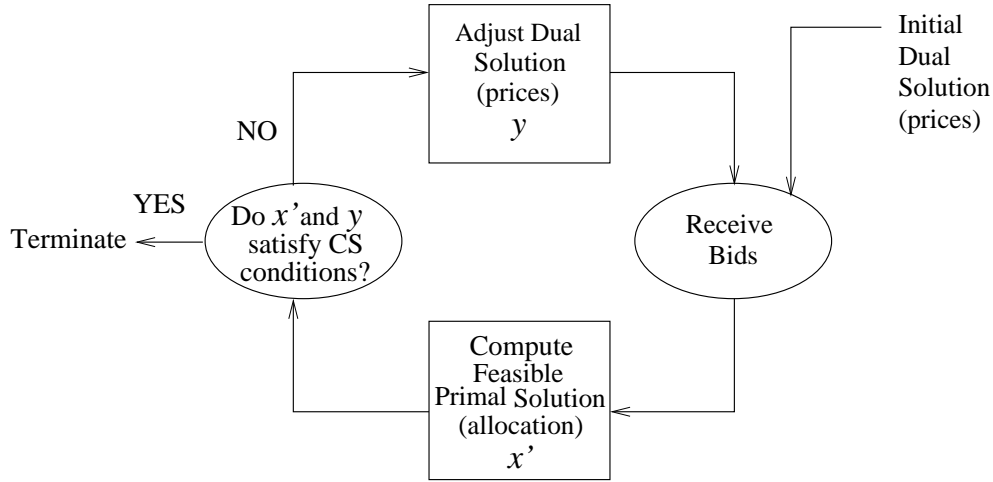 Adjust Dual
Solution
(prices)
y
Initial
Dual
Solution
(prices)
NO
YES
Terminate
Do x' and y
satisfy CS
conditions?
Receive
Bids
Compute
Feasible
Primal Solution
(allocation)
x'